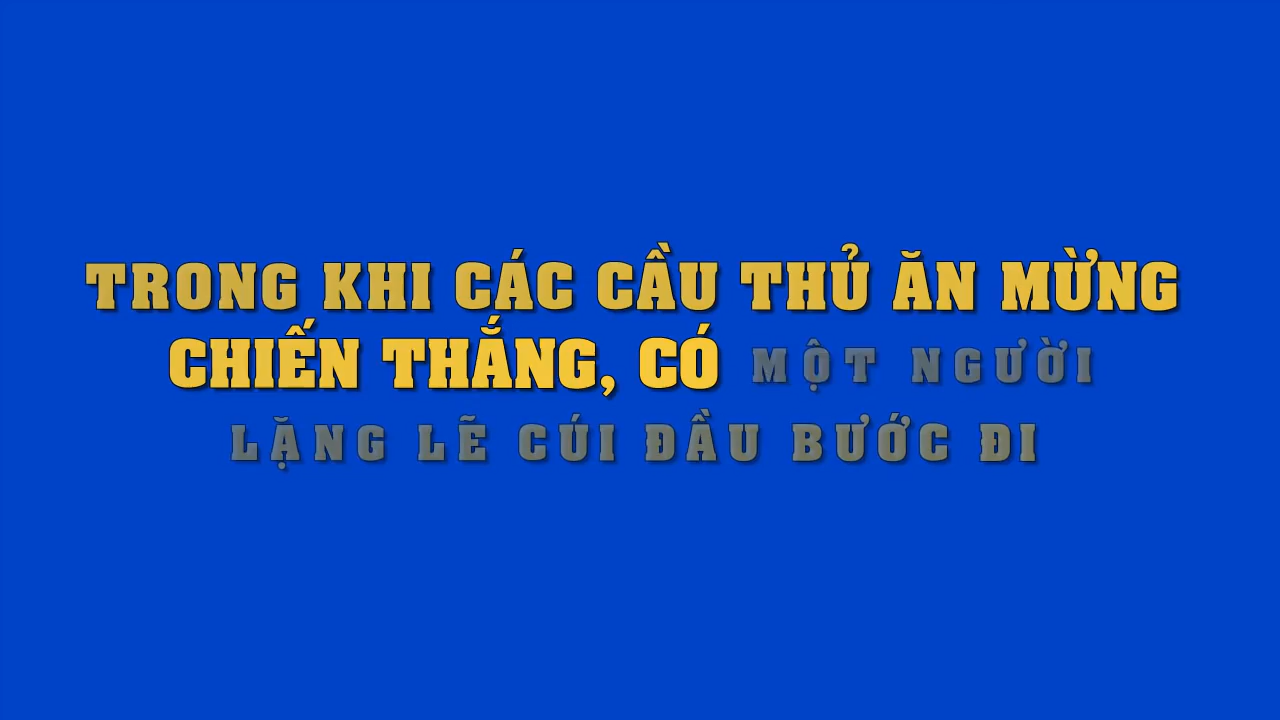 TRONG KHI CÁC CẦU THỦ ĂN MỪNG
CHIẾN THẮNG, CÓ MỘT NGƯỜI
LẶNG LẼ CÚI ĐẦU BƯỚC ĐI